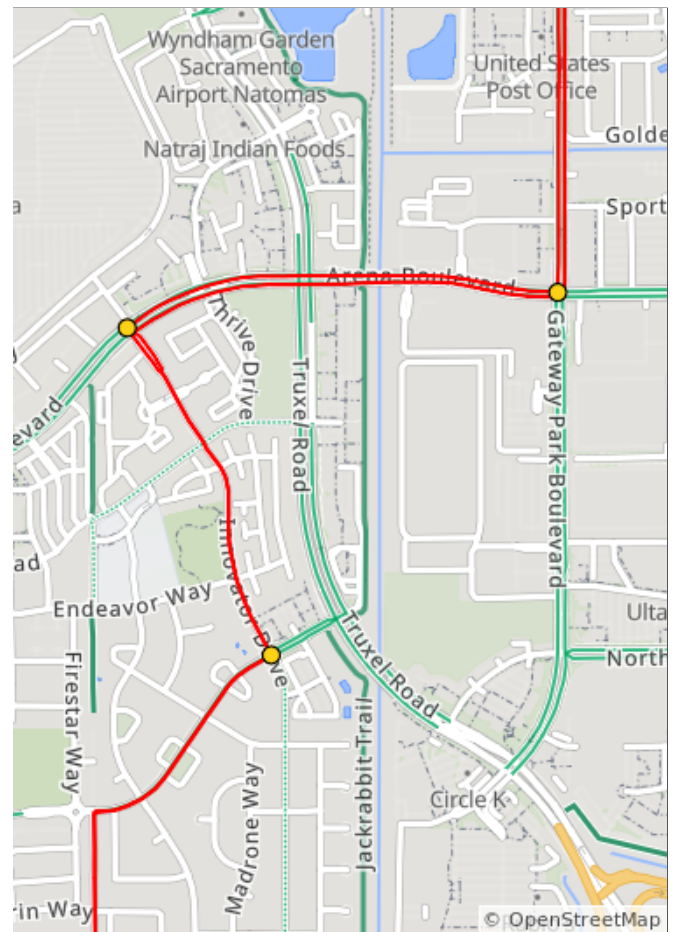 Wyndham Garden
Sacramento
Airport Natomas
United States
Post Office
Golde
Natraj Indian Foods
a
Sport
Arena Boulevard
Thrive Drive
Gateway Park Boulevard
Truxel Road
evard
Innovator Drive
ad
Endeavor Way
Ulta
Truxel Road
North
Firestar Way
Jackrabbit Trail
Madrone Way
Circle K
rin Way
© OpenStreetMap